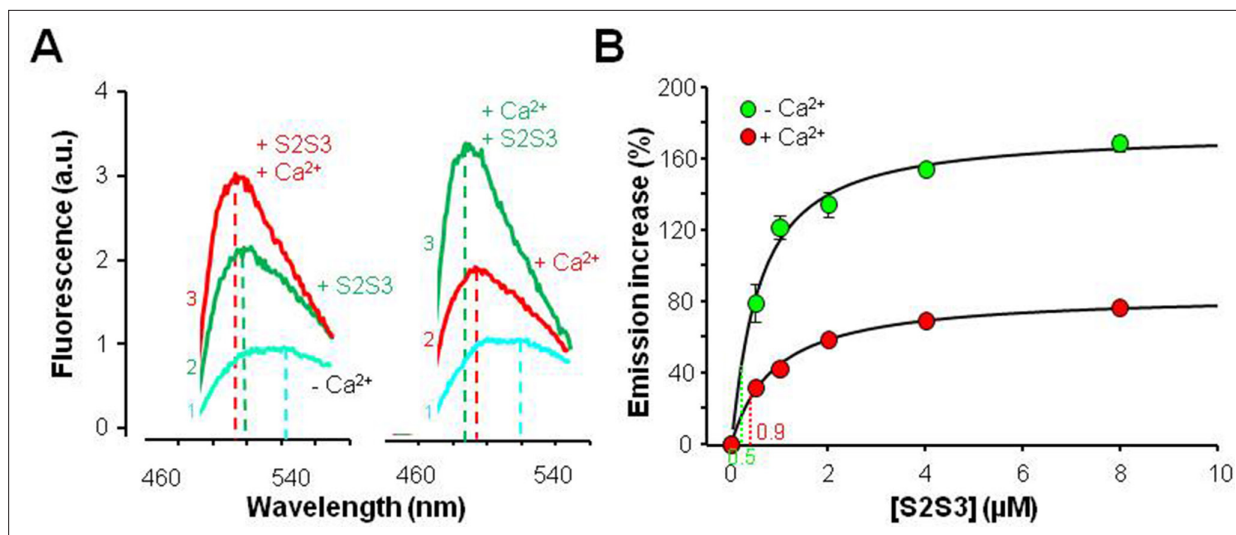 A
Fluorescence (a.u.)
4
3
2
1
0
+ S2S3
+ Ca²⁺
3
+ S2S3
2
1
- Ca²⁺
460
540
+ Ca²⁺
+ S2S3
3
+ Ca²⁺
2
1
460
540
Wavelength (nm)
B
Emission increase (%)
200
160
120
80
40
0
- Ca²⁺
+ Ca²⁺
0.9
0.5
0
2
4
6
8
10
[S2S3] (µM)